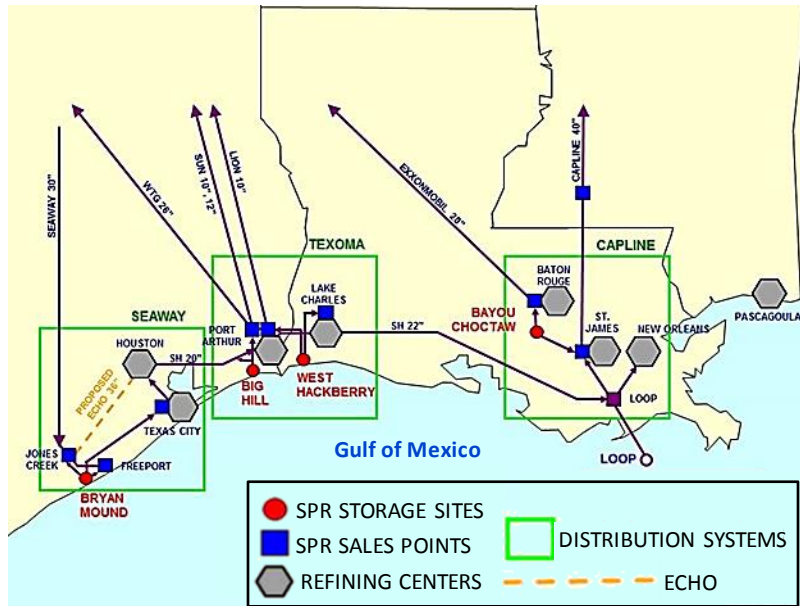 SEAWAY 30"
WTG 26"
SUN 10", 12"
LION 10"
EXXONMOBIL 20"
CAPLINE 40"
TEXOMA
CAPLINE
SEAWAY
LAKE
CHARLES
BATON
ROUGE
BAYOU
CHOCTAW
ST.
JAMES
NEW ORLEANS
PASCAGOULA
PORT
ARTHUR
HOUSTON
SH 20"
SH 22"
BIG
HILL
WEST
HACKBERRY
PROPOSED
ECHO 36"
TEXAS CITY
LOOP
LOOP
JONES
CREEK
FREEPORT
BRYAN
MOUND
Gulf of Mexico
SPR STORAGE SITES
SPR SALES POINTS
REFINING CENTERS
DISTRIBUTION SYSTEMS
ECHO